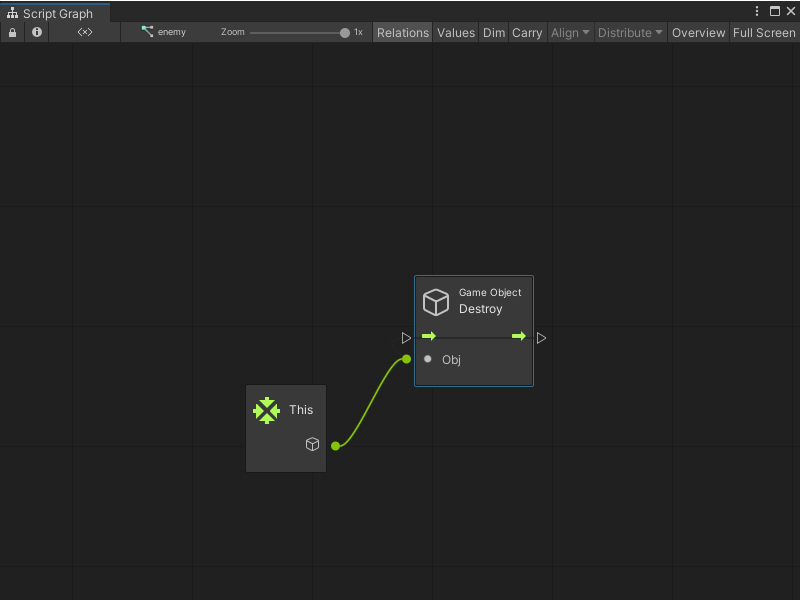 Script Graph
enemy Zoom 1x Relations Values Dim Carry Align Distribute Overview Full Screen
Game Object
Destroy
Obj
This